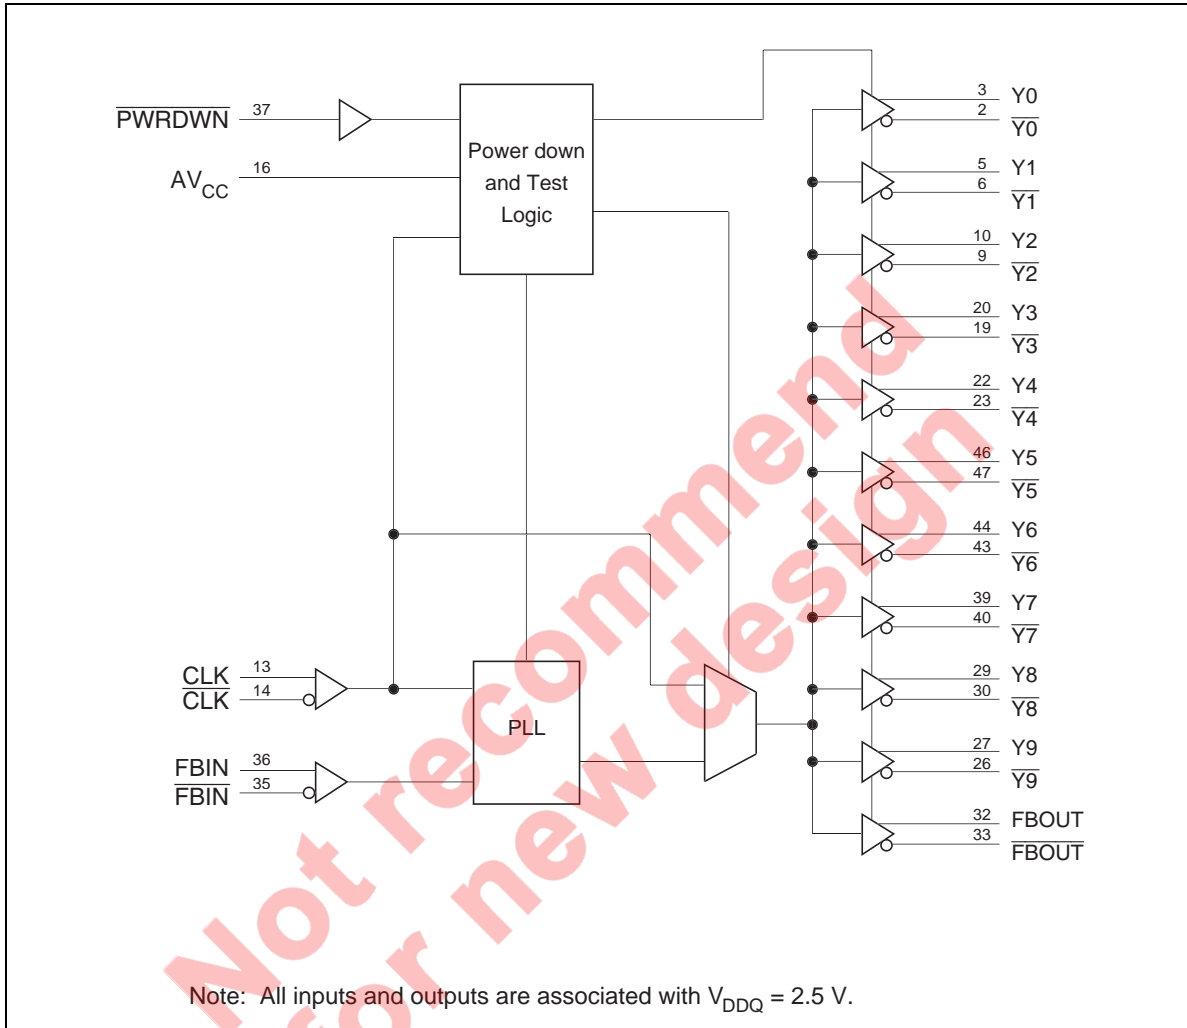 PWRDWN 37
AVCC 16
Power down
and Test
Logic
CLK 13
CLK 14
FBIN 36
FBIN 35
PLL
3 Y0
2 Y0
5 Y1
6 Y1
10 Y2
9 Y2
20 Y3
19 Y3
22 Y4
23 Y4
46 Y5
47 Y5
44 Y6
43 Y6
39 Y7
40 Y7
29 Y8
30 Y8
27 Y9
26 Y9
32 FBOUT
33 FBOUT
Not recommend
for new design
Note: All inputs and outputs are associated with VDDQ = 2.5 V.